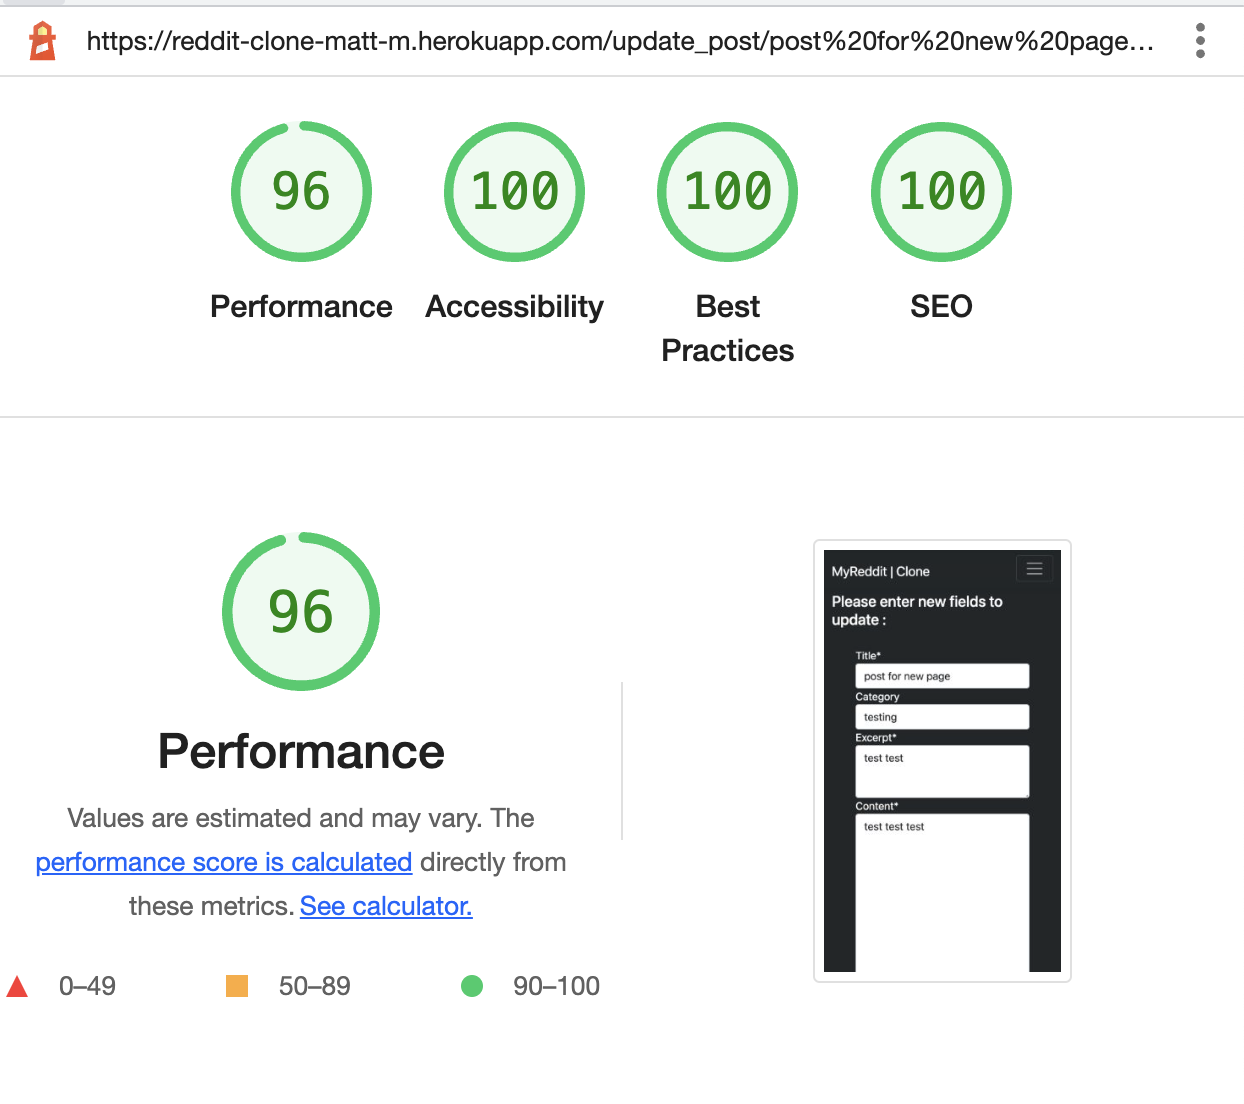 https://reddit-clone-matt-m.herokuapp.com/update_post/post%20for%20new%20page…
96
100
100
100
Performance
Accessibility
Best
Practices
SEO
96
Performance
Values are estimated and may vary. The
performance score is calculated directly from
these metrics. See calculator.
0–49
50–89
90–100
MyReddit | Clone
Please enter new fields to
update :
Title*
post for new page
Category
testing
Excerpt*
test test
Content*
test test test